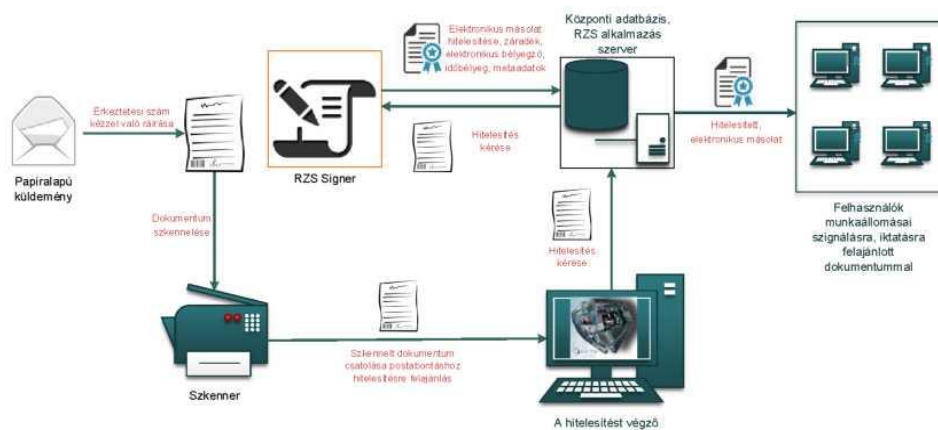 Elektronikus másolat
hitelesítése, záradék,
elektronikus bélyegző,
időbélyeg, metaadatok
Központi adatbázis,
RZS alkalmazás
szerver
Érkeztetési szám
kézzel való ráírása
Hitelesítés
kérése
Hitelesített,
elektronikus másolat
Papíralapú
küldemény
RZS Signer
Felhasználók
munkaállomásai
szignálásra, iktatásra
felajánlott
dokumentummal
Dokumentum
szkennelése
Hitelesítés
kérése
Szkennelt dokumentum
csatolása postabontáshoz
hitelesítésre felajánlás
Szkenner
A hitelesítést végző